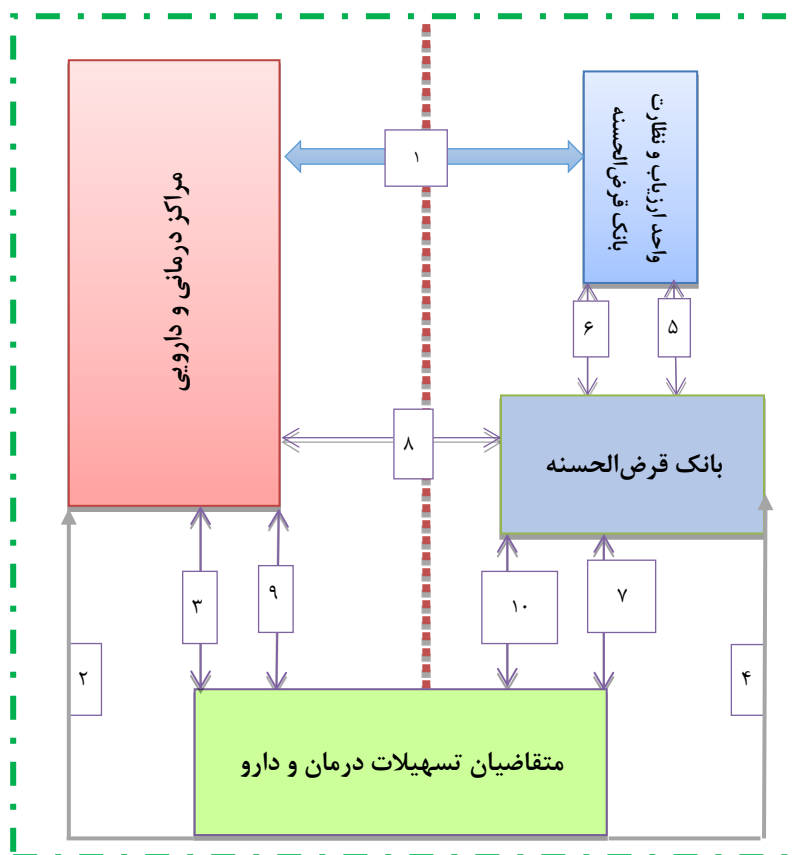 ۱
مراکز درمانی و دارویی
واحد ارزیاب و نظارت
بانک قرض‌الحسنه
۶
۵
۸
بانک قرض‌الحسنه
۳
۹
۱۰
۷
۲
۴
متقاضیان تسهیلات درمان و دارو